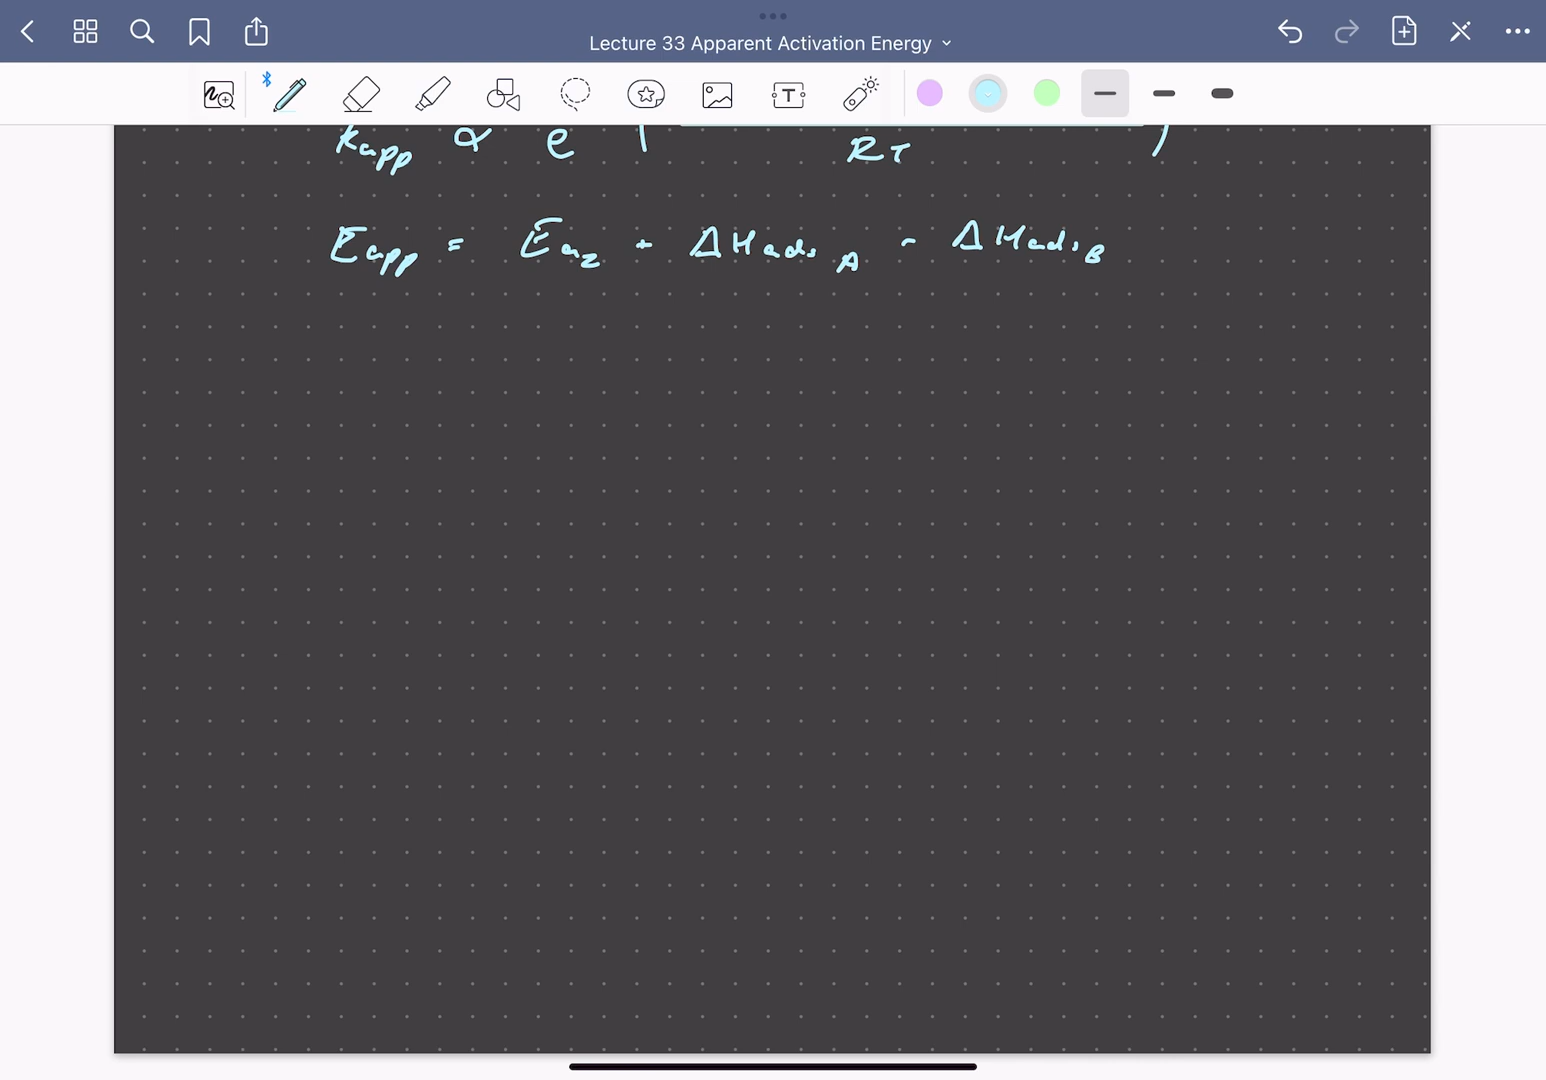 Lecture 33 Apparent Activation Energy
T
kapp ∝ e ( RT )
Eapp = Ea2 + ΔHads A - ΔHads B